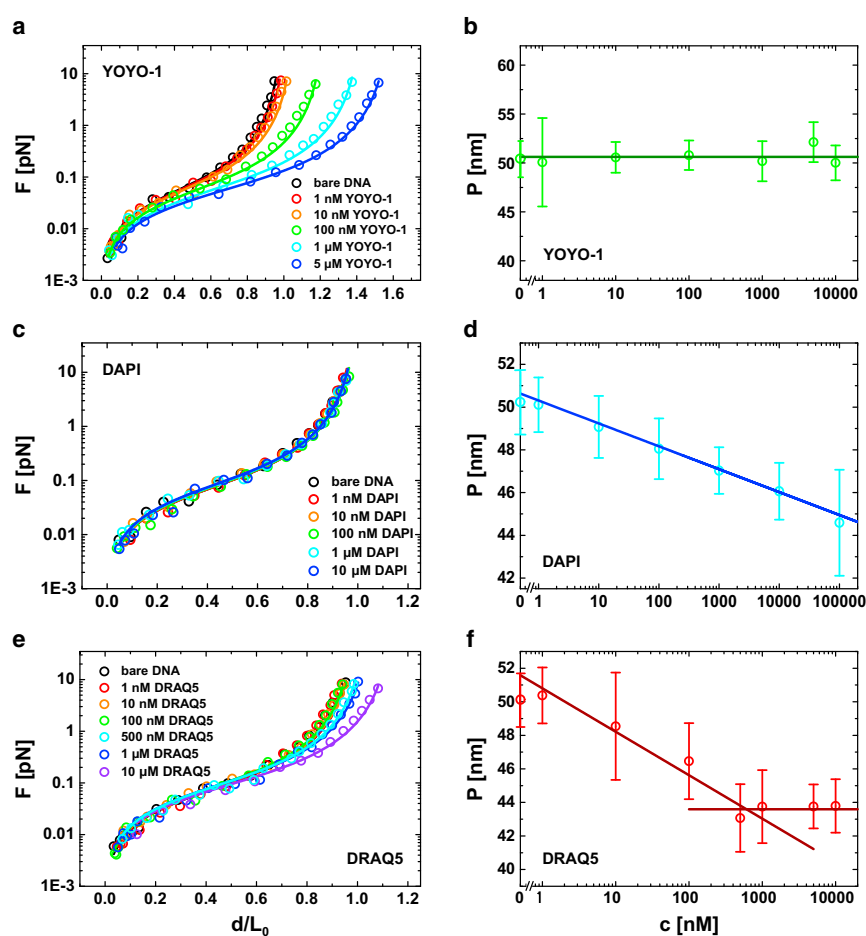 a
YOYO-1
F [pN]
10
1
0.1
0.01
1E-3
bare DNA
1 nM YOYO-1
10 nM YOYO-1
100 nM YOYO-1
1 µM YOYO-1
5 µM YOYO-1
0.0 0.2 0.4 0.6 0.8 1.0 1.2 1.4 1.6
b
P [nm]
60
55
50
45
40
YOYO-1
0 1 10 100 1000 10000
c
DAPI
F [pN]
10
1
0.1
0.01
1E-3
bare DNA
1 nM DAPI
10 nM DAPI
100 nM DAPI
1 µM DAPI
10 µM DAPI
0.0 0.2 0.4 0.6 0.8 1.0 1.2
d
P [nm]
52
50
48
46
44
42
DAPI
0 1 10 100 1000 10000 100000
e
F [pN]
10
1
0.1
0.01
1E-3
bare DNA
1 nM DRAQ5
10 nM DRAQ5
100 nM DRAQ5
500 nM DRAQ5
1 µM DRAQ5
10 µM DRAQ5
DRAQ5
0.0 0.2 0.4 0.6 0.8 1.0 1.2
d/L₀
f
P [nm]
52
50
48
46
44
42
40
DRAQ5
0 1 10 100 1000 10000
c [nM]